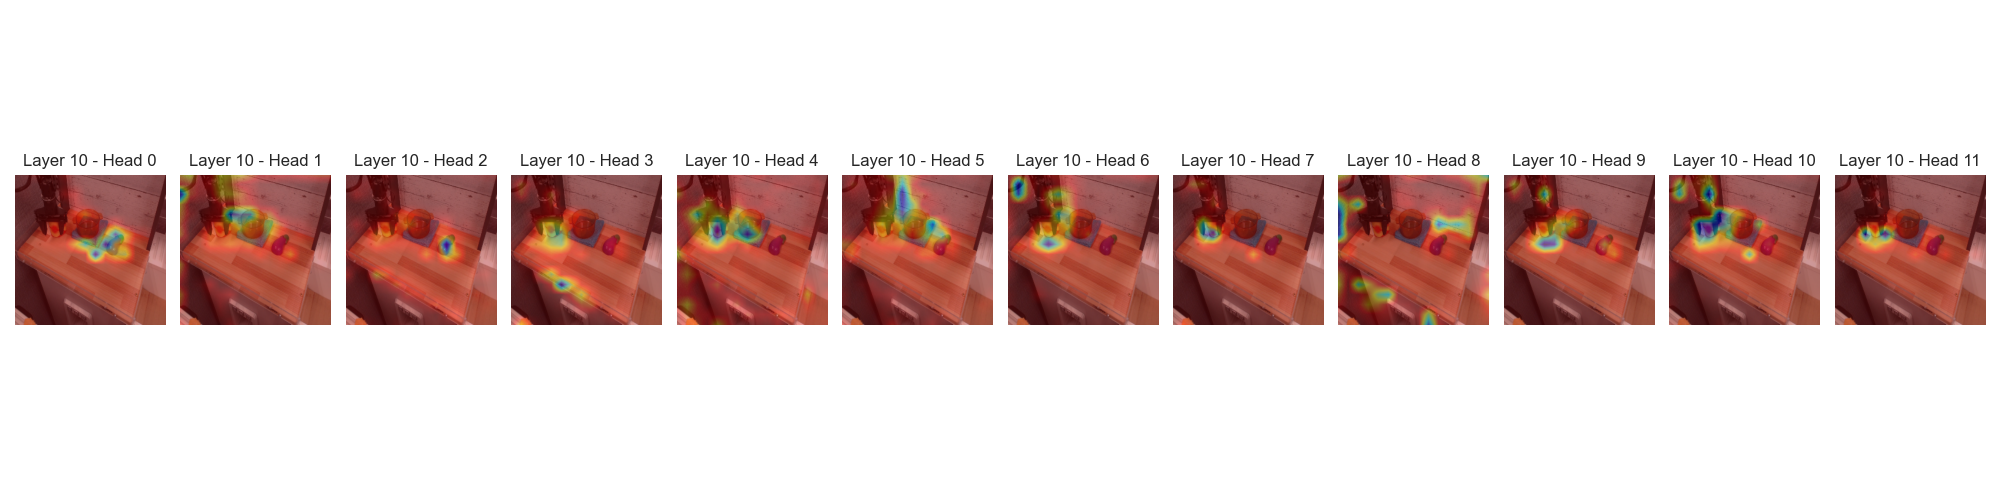 Layer 10 - Head 0
Layer 10 - Head 1
Layer 10 - Head 2
Layer 10 - Head 3
Layer 10 - Head 4
Layer 10 - Head 5
Layer 10 - Head 6
Layer 10 - Head 7
Layer 10 - Head 8
Layer 10 - Head 9
Layer 10 - Head 10
Layer 10 - Head 11